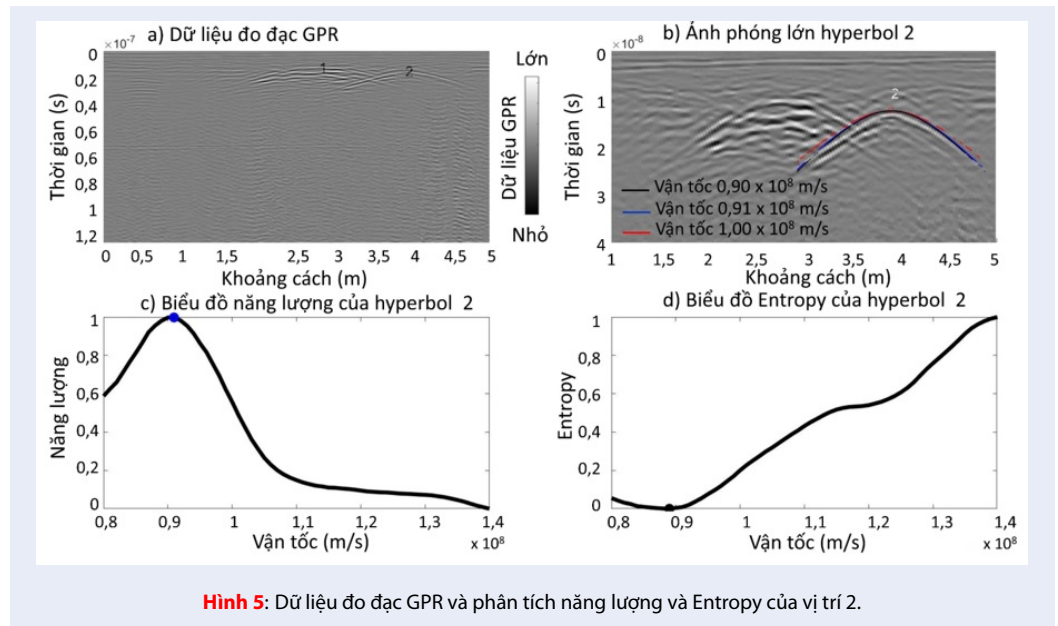 a) Dữ liệu đo đạc GPR
×10⁻⁷
0
0,2
0,4
0,6
0,6
0,8
1
1,2
Thời gian (s)
1
2
0 0,5 1 1,5 2,5 3 3,5 4 4,5 5
Khoảng cách (m)
Lớn
Dữ liệu GPR
Nhỏ
b) Ảnh phóng lớn hyperbol 2
×10⁻⁸
0
1
2
3
4
Thời gian (s)
2
Vận tốc 0,90 x 10⁸ m/s
Vận tốc 0,91 x 10⁸ m/s
Vận tốc 1,00 x 10⁸ m/s
1 1,5 2 2,5 3 3,5 4 4,5 5
Khoảng cách (m)
c) Biểu đồ năng lượng của hyperbol 2
1
0,8
0,6
0,4
0,2
0
Năng lượng
0,8 0,9 1 1,1 1,2 1,3 1,4
Vận tốc (m/s)
x 10⁸
d) Biểu đồ Entropy của hyperbol 2
1
0,8
0,6
0,4
0,2
0
Entropy
0,8 0,9 1 1,1 1,2 1,3 1,4
Vận tốc (m/s)
x 10⁸
Hình 5: Dữ liệu đo đạc GPR và phân tích năng lượng và Entropy của vị trí 2.